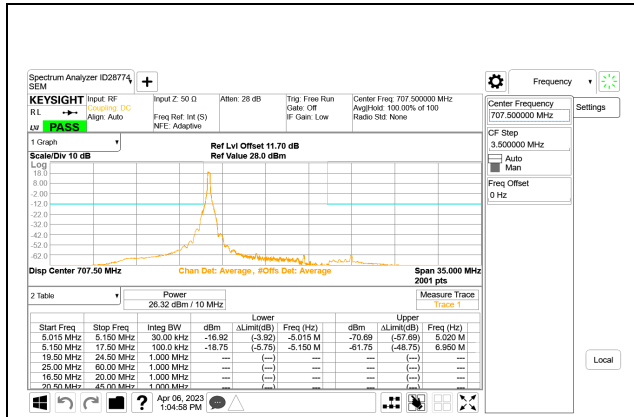 Spectrum Analyzer ID28774
SEM
Frequency
KEYSIGHT
RL
LVI PASS
Input: RF
Coupling: DC
Align: Auto
Input Z: 50 Ω
Freq Ref: Int (S)
NFE: Adaptive
Atten: 28 dB
Trig: Free Run
Gate: Off
IF Gain: Low
Center Freq: 707.500000 MHz
Avg|Hold: 100.00% of 100
Radio Std: None
Center Frequency
707.500000 MHz
Settings
CF Step
3.500000 MHz
Auto
Man
Freq Offset
0 Hz
Local
1 Graph
Scale/Div 10 dB
Ref Lvl Offset 11.70 dB
Ref Value 28.0 dBm
Log
18.0
8.00
-2.00
-12.0
-22.0
-32.0
-42.0
-52.0
-62.0
Disp Center 707.50 MHz
Chan Det: Average, #Offs Det: Average
Span 35.000 MHz
2001 pts
2 Table
Power
26.32 dBm / 10 MHz
Measure Trace
Trace 1
Lower Upper
Start Freq Stop Freq Integ BW dBm ΔLimit(dB) Freq (Hz) dBm ΔLimit(dB) Freq (Hz)
5.015 MHz 5.150 MHz 30.00 kHz -16.92 (-3.92) -5.015 M -70.69 (-57.69) 5.020 M
5.150 MHz 17.50 MHz 100.0 kHz -18.75 (-5.75) -5.150 M -61.75 (-48.75) 6.950 M
19.50 MHz 24.50 MHz 1.000 MHz --- (---) --- --- (---) ---
25.00 MHz 60.00 MHz 1.000 MHz --- (---) --- --- (---) ---
16.50 MHz 20.00 MHz 1.000 MHz --- (---) --- --- (---) ---
20.50 MHz 45.00 MHz 1.000 MHz --- (---) --- --- (---) ---
?
Apr 06, 2023
1:04:58 PM